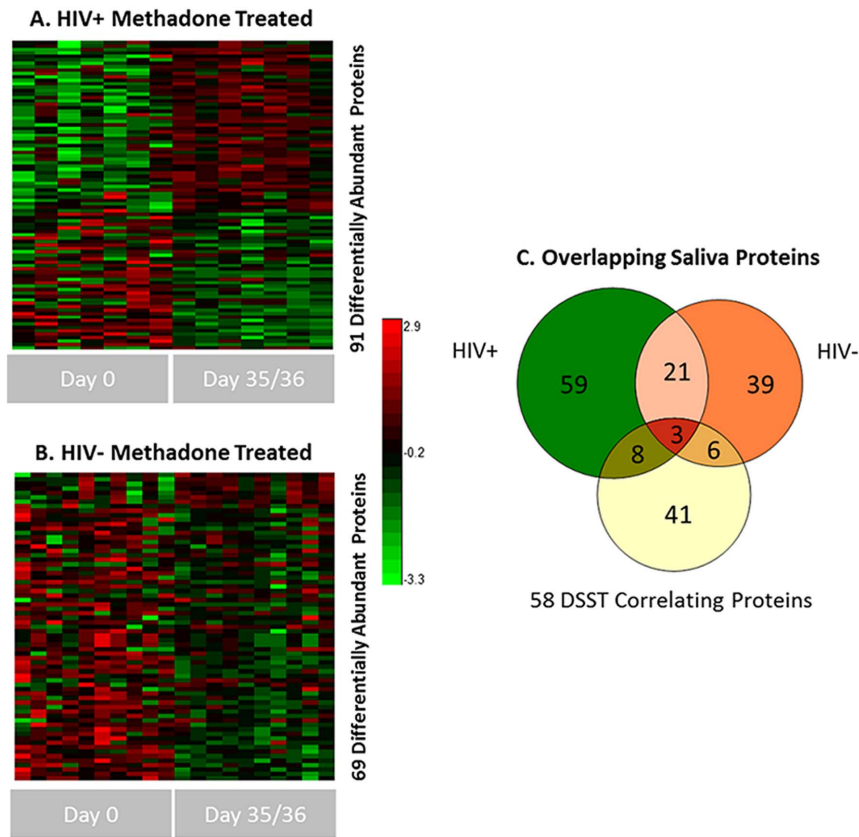 A. HIV+ Methadone Treated
91 Differentially Abundant Proteins
Day 0
Day 35/36
2.9
-0.2
-3.3
B. HIV- Methadone Treated
69 Differentially Abundant Proteins
Day 0
Day 35/36
C. Overlapping Saliva Proteins
HIV+
HIV-
59
21
39
3
8
6
41
58 DSST Correlating Proteins